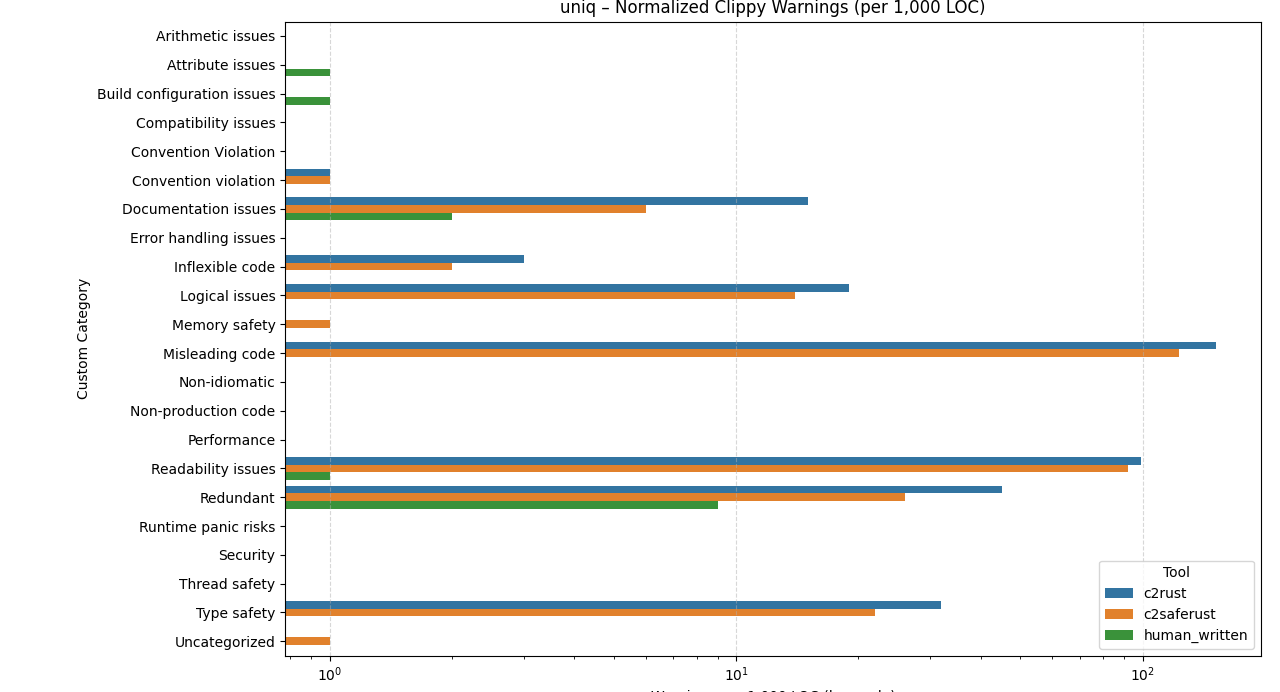 uniq – Normalized Clippy Warnings (per 1,000 LOC)
Custom Category
Arithmetic issues
Attribute issues
Build configuration issues
Compatibility issues
Convention Violation
Convention violation
Documentation issues
Error handling issues
Inflexible code
Logical issues
Memory safety
Misleading code
Non-idiomatic
Non-production code
Performance
Readability issues
Redundant
Runtime panic risks
Security
Thread safety
Type safety
Uncategorized
Tool
c2rust
c2saferust
human_written
10⁰ 10¹ 10²